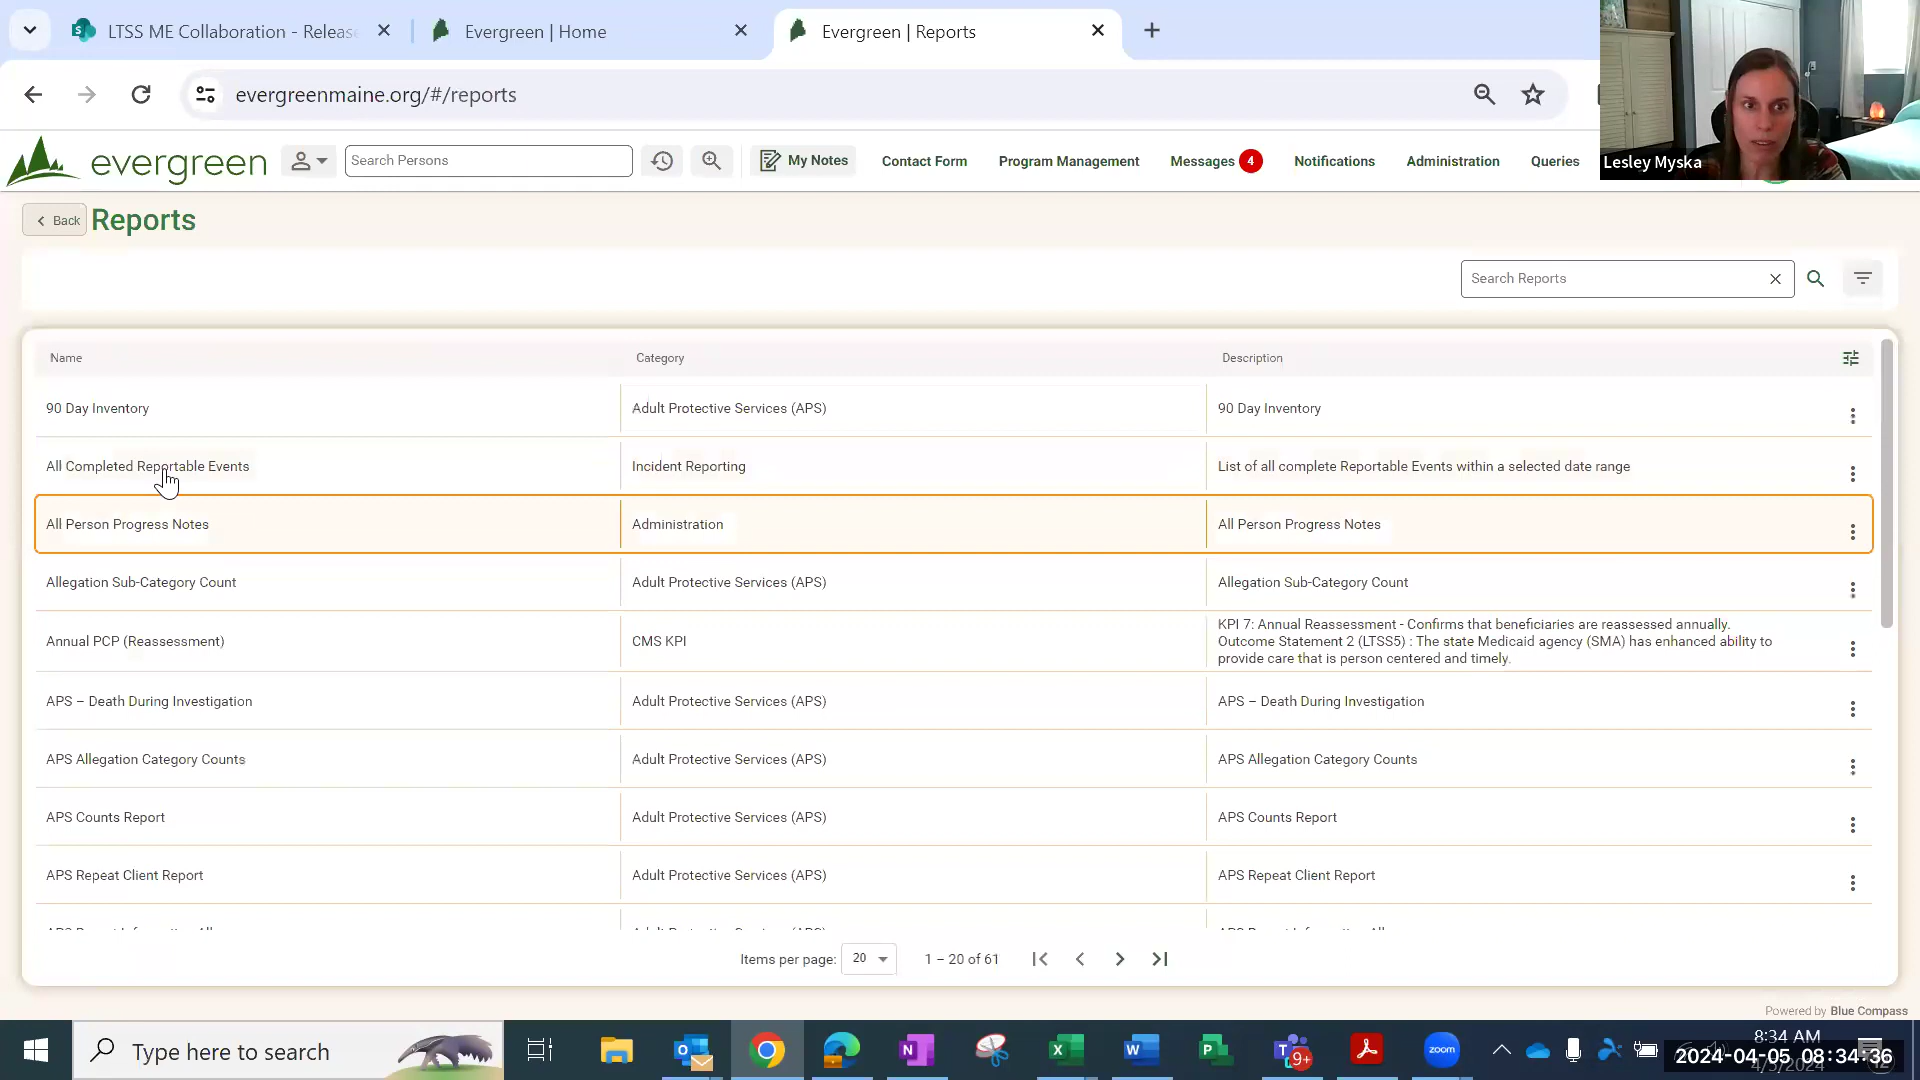 LTSS ME Collaboration - Release
Evergreen | Home
Evergreen | Reports
evergreenmaine.org/#/reports
evergreen
Search Persons
My Notes
Contact Form
Program Management
Messages 4
Notifications
Administration
Queries
Lesley Myska
Back
Reports
Search Reports
Name Category Description
90 Day Inventory Adult Protective Services (APS) 90 Day Inventory
All Completed Reportable Events Incident Reporting List of all complete Reportable Events within a selected date range
All Person Progress Notes Administration All Person Progress Notes
Allegation Sub-Category Count Adult Protective Services (APS) Allegation Sub-Category Count
KPI 7: Annual Reassessment - Confirms that beneficiaries are reassessed annually.
Annual PCP (Reassessment) CMS KPI Outcome Statement 2 (LTSS5) : The state Medicaid agency (SMA) has enhanced ability to
provide care that is person centered and timely.
APS – Death During Investigation Adult Protective Services (APS) APS – Death During Investigation
APS Allegation Category Counts Adult Protective Services (APS) APS Allegation Category Counts
APS Counts Report Adult Protective Services (APS) APS Counts Report
APS Repeat Client Report Adult Protective Services (APS) APS Repeat Client Report
Items per page: 20 1 – 20 of 61
Powered by Blue Compass
Type here to search
zoom
9+
8:34 AM
2024-04-05 08:34:36